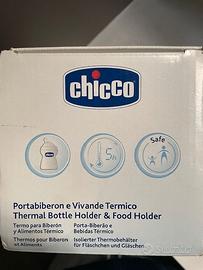 chicco
5h
Safe
Portabiberon e Vivande Termico
Thermal Bottle Holder & Food Holder
Termo para Biberón
y Alimentos Térmico
Porta-Biberão e
Bebidas Térmico
Thermos pour Biberon
et Aliments
Isolierter Thermobehälter
für Fläschchen und Gläschen